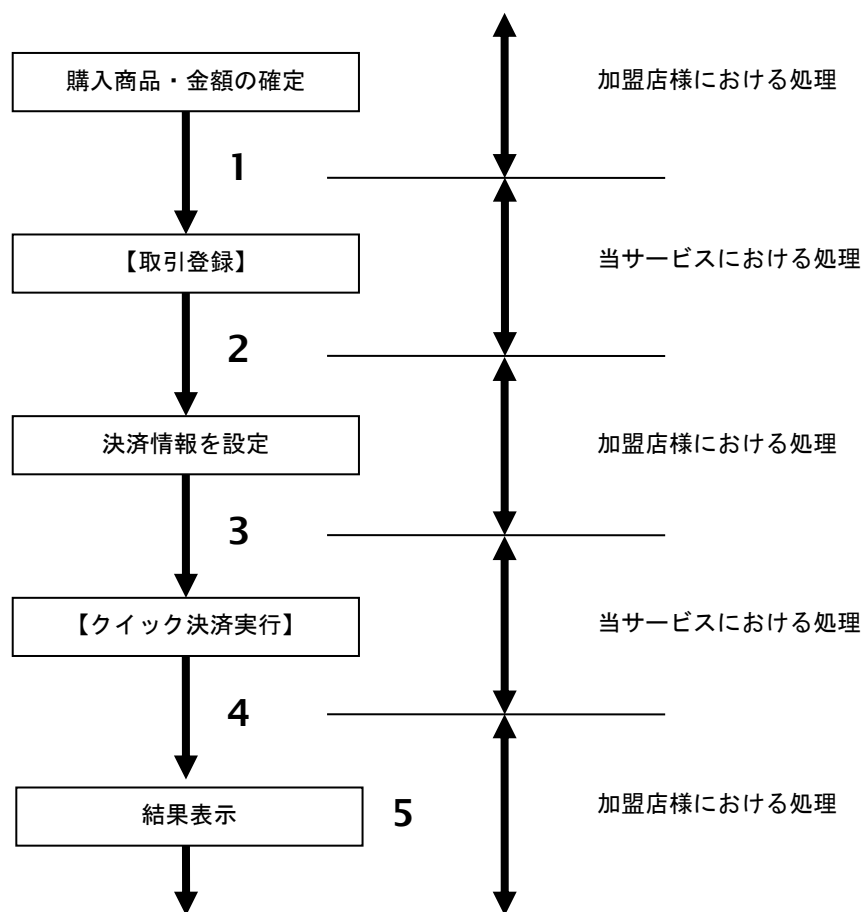 購入商品・金額の確定
加盟店様における処理
1
【取引登録】
当サービスにおける処理
2
決済情報を設定
加盟店様における処理
3
【クイック決済実行】
当サービスにおける処理
4
結果表示
5
加盟店様における処理